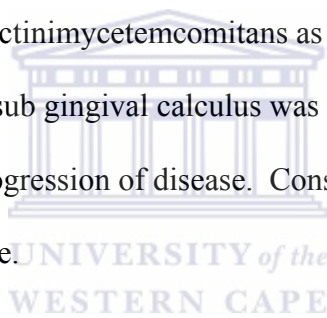 ctinimycetemcomitans as
sub gingival calculus was
ogression of disease.  Cons
e.
UNIVERSITY of the
WESTERN CAPE